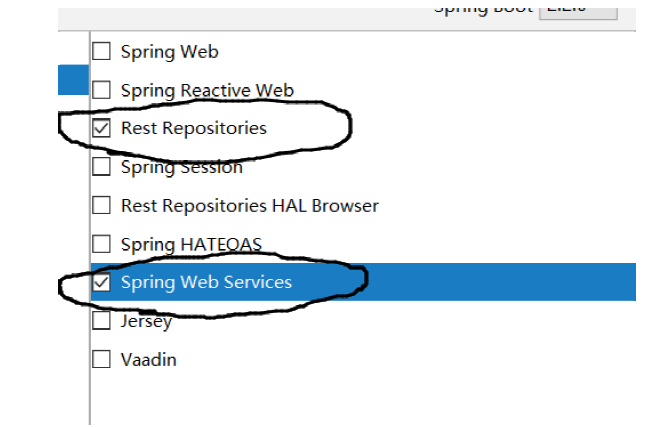 Spring Boot
Spring Web
Spring Reactive Web
Rest Repositories
Spring Session
Rest Repositories HAL Browser
Spring HATEOAS
Spring Web Services
Jersey
Vaadin